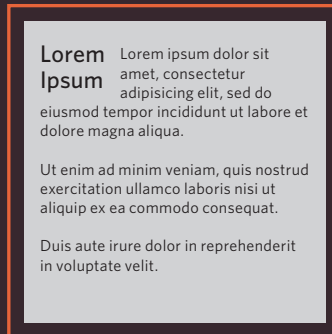 Lorem
Ipsum
Lorem ipsum dolor sit
amet, consectetur
adipisicing elit, sed do
eiusmod tempor incididunt ut labore et
dolore magna aliqua.
Ut enim ad minim veniam, quis nostrud
exercitation ullamco laboris nisi ut
aliquip ex ea commodo consequat.
Duis aute irure dolor in reprehenderit
in voluptate velit.